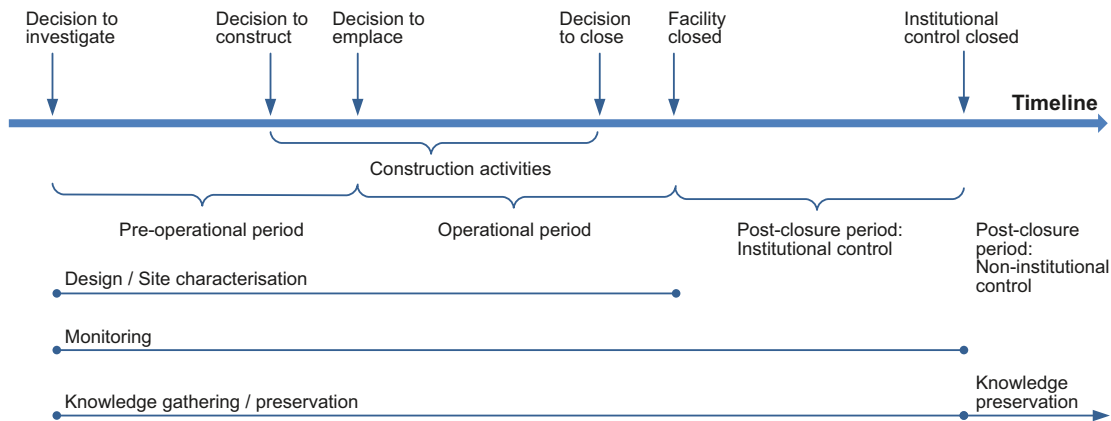 Decision to
investigate
Decision to
construct
Decision to
emplace
Decision
to close
Facility
closed
Institutional
control closed
Timeline
Construction activities
Pre-operational period
Operational period
Post-closure period:
Institutional control
Post-closure
period:
Non-institutional
control
Design / Site characterisation
Monitoring
Knowledge gathering / preservation
Knowledge
preservation